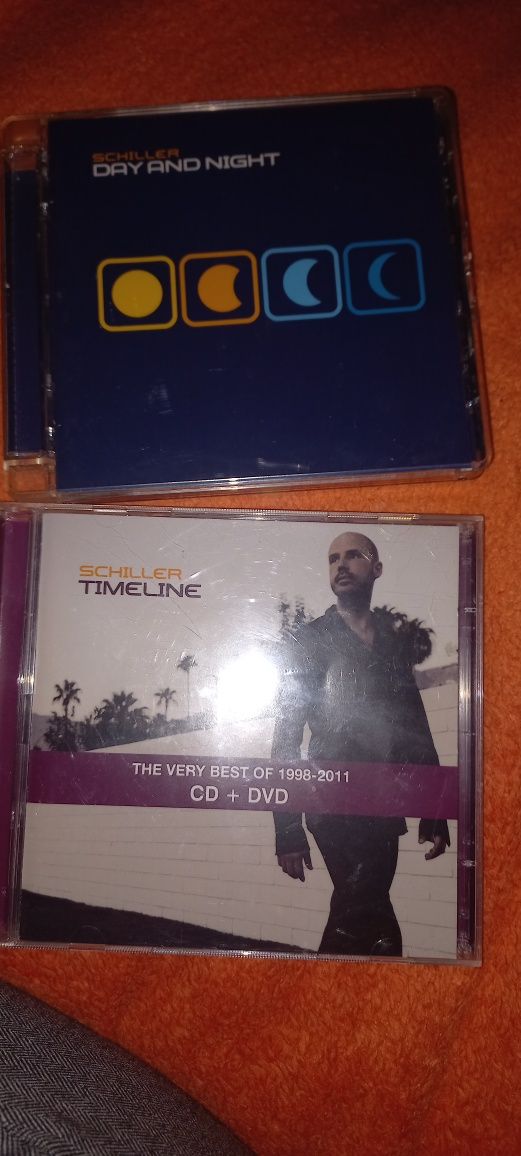 SCHILLER
DAY AND NIGHT
SCHILLER
TIMELINE
THE VERY BEST OF 1998-2011
CD + DVD